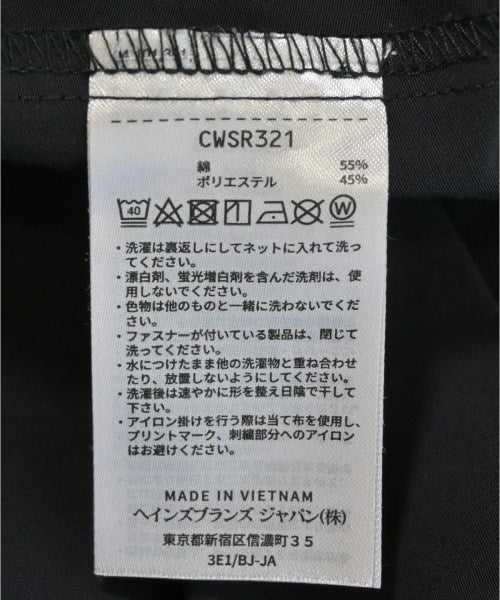 CWSR321
綿 55%
ポリエステル 45%
40 W
・洗濯は裏返しにしてネットに入れて洗っ
てください。
・漂白剤、蛍光増白剤を含んだ洗剤は、使
用しないでください。
・色物は他のものと一緒に洗わないでくだ
さい。
・ファスナーが付いている製品は、閉じて
洗ってください。
・水につけたまま他の洗濯物と重ね合わせ
たり、放置しないようにしてください。
・洗濯後は速やかに形を整え日陰で干して
下さい。
・アイロン掛けを行う際は当て布を使用し、
プリントマーク、刺繍部分へのアイロン
はお避けください。
MADE IN VIETNAM
ヘインズブランズ ジャパン(株)
東京都新宿区信濃町35
3E1/BJ-JA